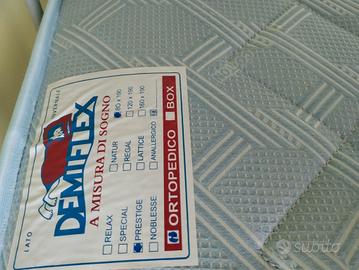 LATO
DEMIFLEX
A MISURA DI SOGNO
80 x 190
120 x 190
160 x 190
RELAX
NATUR
SPECIAL
REGAL
PRESTIGE
LATTICE
NOBLESSE
ANALLERGICO
ORTOPEDICO
BOX
subito